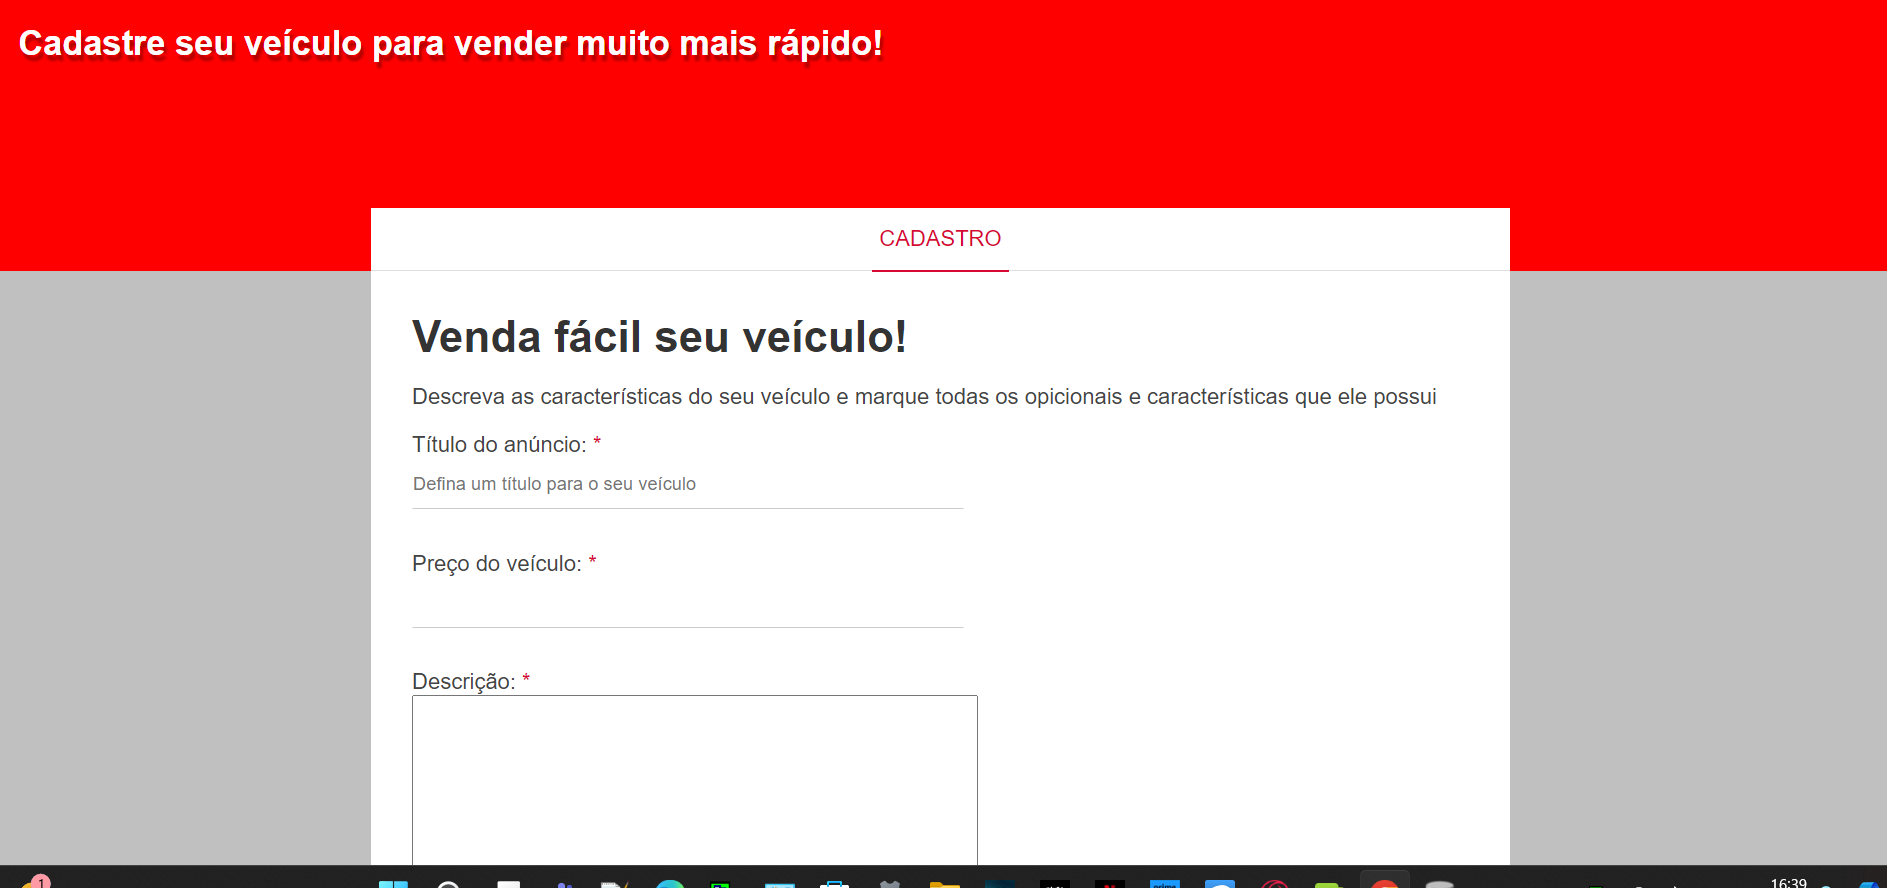 Cadastre seu veículo para vender muito mais rápido!
CADASTRO
Venda fácil seu veículo!
Descreva as características do seu veículo e marque todas os opicionais e características que ele possui
Título do anúncio: *
Defina um título para o seu veículo
Preço do veículo: *
Descrição: *
1
prime
16:39